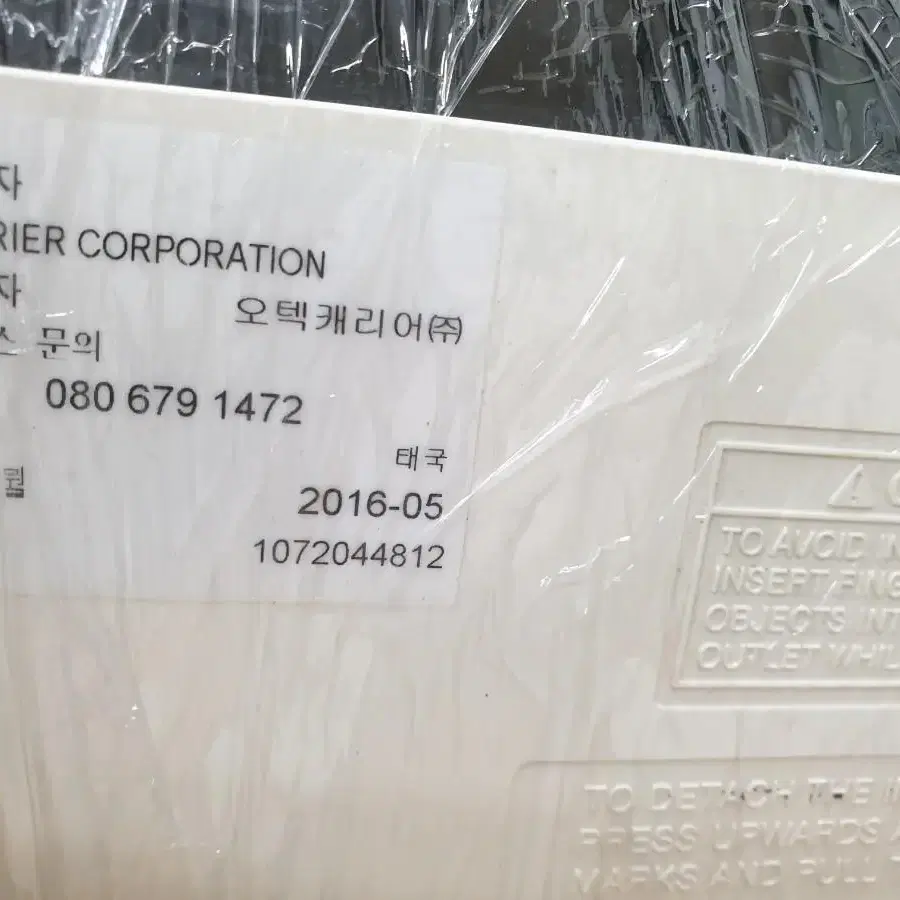 자
RIER CORPORATION
자
오텍캐리어㈜
스 문의
080 679 1472
태국
월
2016-05
1072044812
TO AVOID IN
INSERT FING
OBJECTS INT
OUTLET WHIL
TO DETACH THE IN
PRESS UPWARDS A
MARKS AND PULL T